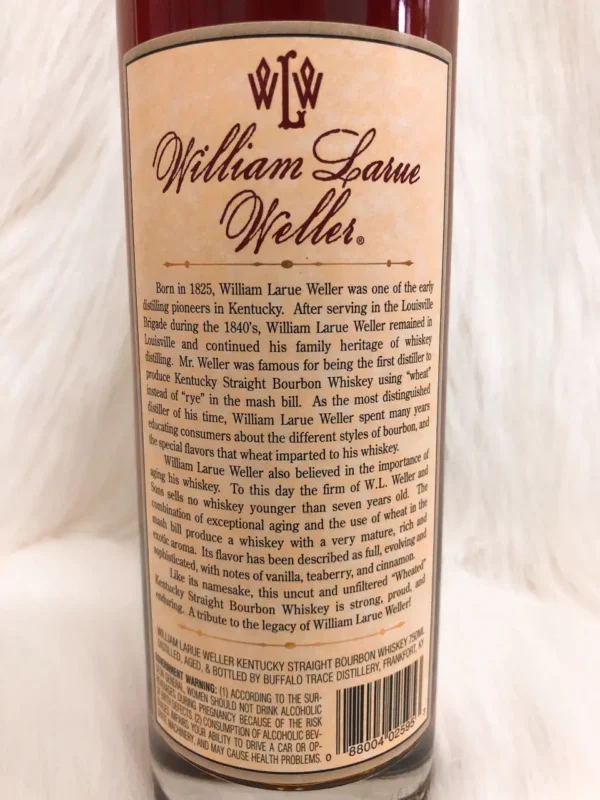 WLW
William Larue
Weller®
Born in 1825, William Larue Weller was one of the early
distilling pioneers in Kentucky. After serving in the Louisville
Brigade during the 1840's, William Larue Weller remained in
Louisville and continued his family heritage of whiskey
distilling. Mr. Weller was famous for being the first distiller to
produce Kentucky Straight Bourbon Whiskey using "wheat"
instead of "rye" in the mash bill. As the most distinguished
distiller of his time, William Larue Weller spent many years
educating consumers about the different styles of bourbon, and
the special flavors that wheat imparted to his whiskey.
William Larue Weller also believed in the importance of
aging his whiskey. To this day the firm of W.L. Weller and
Sons sells no whiskey younger than seven years old. The
combination of exceptional aging and the use of wheat in the
mash bill produce a whiskey with a very mature, rich and
exotic aroma. Its flavor has been described as full, evolving and
sophisticated, with notes of vanilla, teaberry, and cinnamon.
Like its namesake, this uncut and unfiltered "Wheated"
Kentucky Straight Bourbon Whiskey is strong, proud, and
enduring. A tribute to the legacy of William Larue Weller!
WILLIAM LARUE WELLER KENTUCKY STRAIGHT BOURBON WHISKEY 750ML
DISTILLED, AGED, & BOTTLED BY BUFFALO TRACE DISTILLERY, FRANKFORT, KY
GOVERNMENT WARNING: (1) ACCORDING TO THE SUR-
GEON GENERAL, WOMEN SHOULD NOT DRINK ALCOHOLIC
BEVERAGES DURING PREGNANCY BECAUSE OF THE RISK
OF BIRTH DEFECTS. (2) CONSUMPTION OF ALCOHOLIC BEV-
ERAGES IMPAIRS YOUR ABILITY TO DRIVE A CAR OR OP-
ERATE MACHINERY, AND MAY CAUSE HEALTH PROBLEMS.
0 88004 02595 3